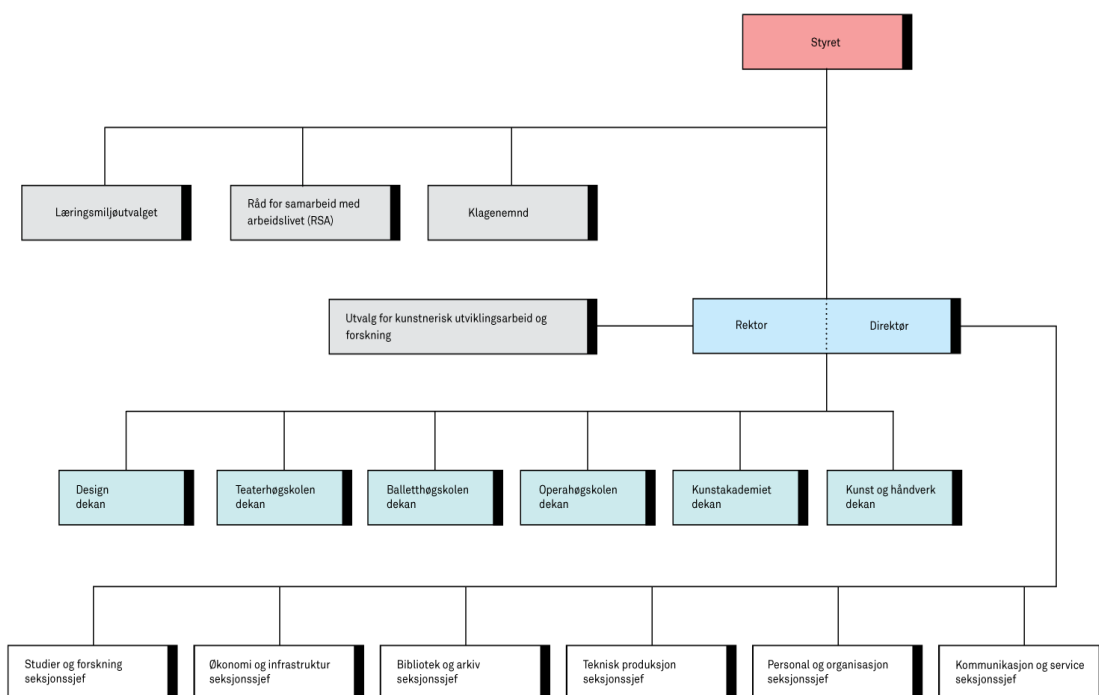 Styret
Læringsmiljøutvalget
Råd for samarbeid med
arbeidslivet (RSA)
Klagenemnd
Utvalg for kunstnerisk utviklingsarbeid og
forskning
Rektor
Direktør
Design
dekan
Teaterhøgskolen
dekan
Balletthøgskolen
dekan
Operahøgskolen
dekan
Kunstakademiet
dekan
Kunst og håndverk
dekan
Studier og forskning
seksjonssjef
Økonomi og infrastruktur
seksjonssjef
Bibliotek og arkiv
seksjonssjef
Teknisk produksjon
seksjonssjef
Personal og organisasjon
seksjonssjef
Kommunikasjon og service
seksjonssjef